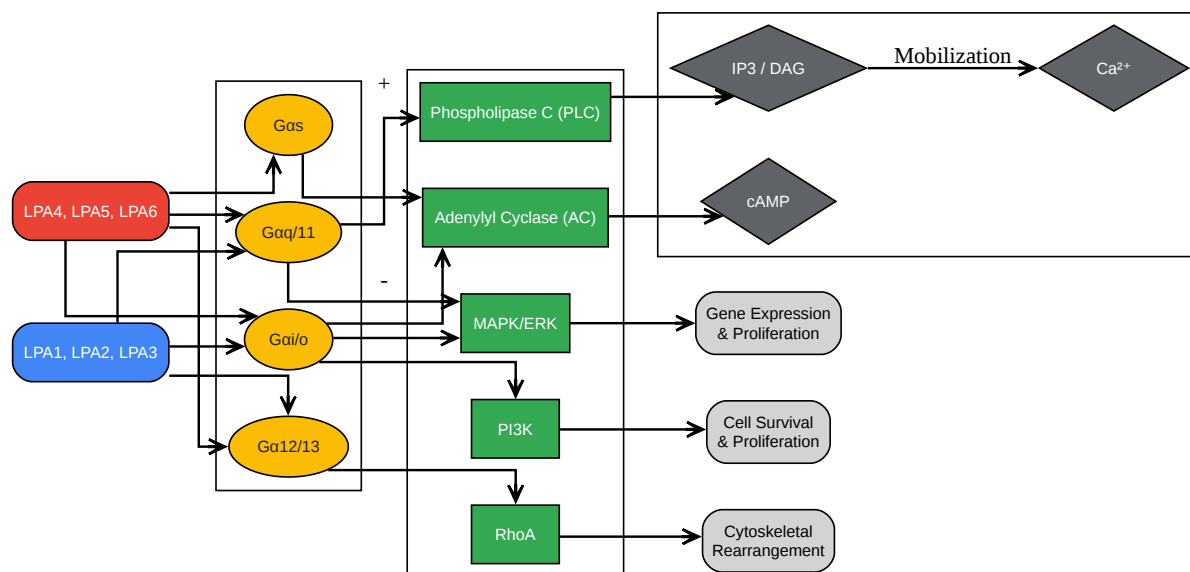 LPA4, LPA5, LPA6
LPA1, LPA2, LPA3
Gαs
Gαq/11
Gαi/o
Gα12/13
+
-
Phospholipase C (PLC)
Adenylyl Cyclase (AC)
MAPK/ERK
PI3K
RhoA
IP3 / DAG
Mobilization
Ca²⁺
cAMP
Gene Expression
& Proliferation
Cell Survival
& Proliferation
Cytoskeletal
Rearrangement